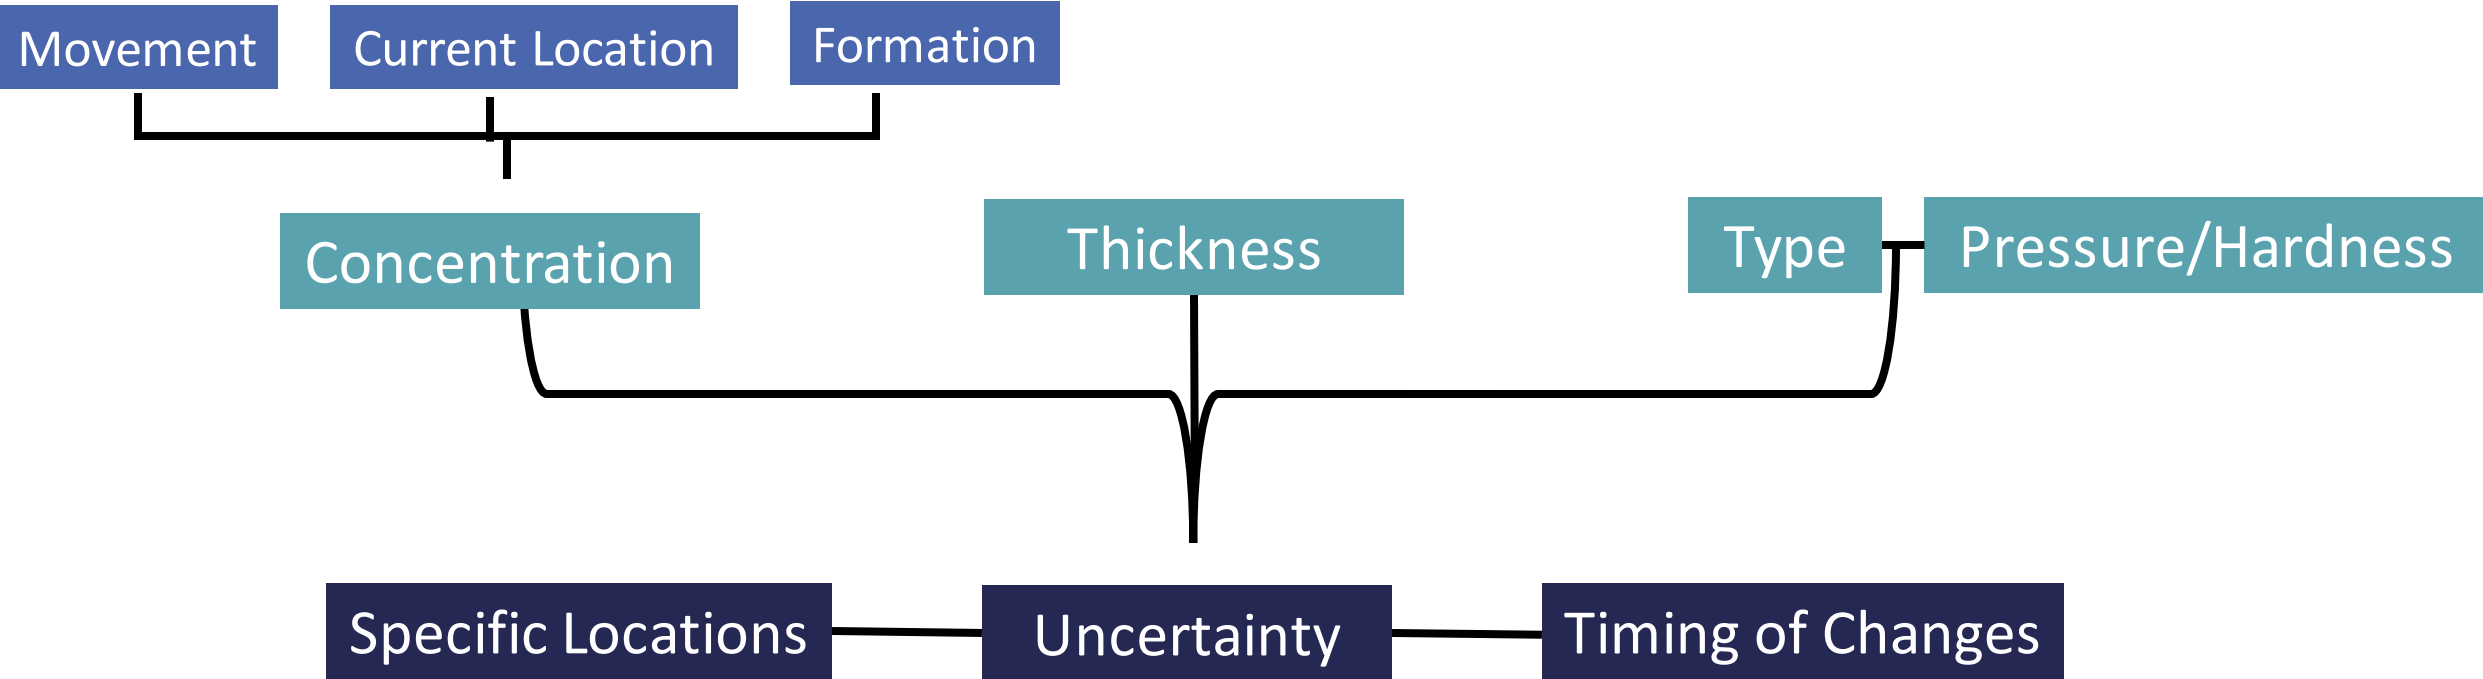 Movement
Current Location
Formation
Concentration
Thickness
Type
Pressure/Hardness
Specific Locations
Uncertainty
Timing of Changes